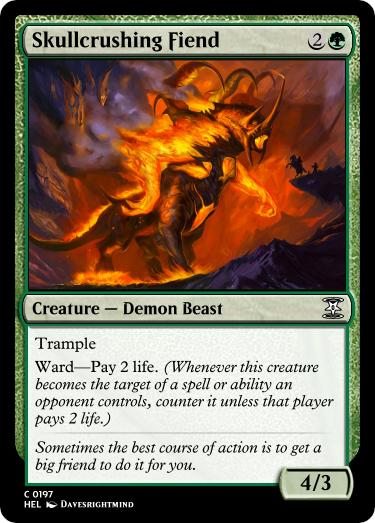 Skullcrushing Fiend 2
Creature — Demon Beast
Trample
Ward—Pay 2 life. (Whenever this creature
becomes the target of a spell or ability an
opponent controls, counter it unless that player
pays 2 life.)
Sometimes the best course of action is to get a
big friend to do it for you.
4/3
C 0197
HEL Davesrightmind